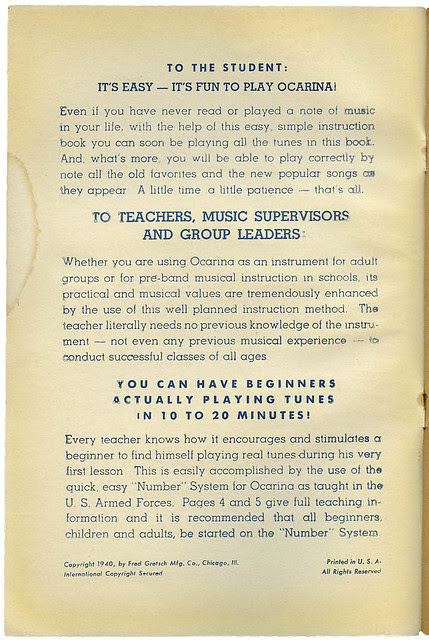 TO THE STUDENT:
IT'S EASY — IT'S FUN TO PLAY OCARINA!
Even if you have never read or played a note of music
in your life, with the help of this easy, simple instruction
book you can soon be playing all the tunes in this book.
And, what's more, you will be able to play correctly by
note all the old favorites and the new popular songs as
they appear. A little time a little patience — that's all.
TO TEACHERS, MUSIC SUPERVISORS
AND GROUP LEADERS:
Whether you are using Ocarina as an instrument for adult
groups or for pre-band musical instruction in schools, its
practical and musical values are tremendously enhanced
by the use of this well planned instruction method. The
teacher literally needs no previous knowledge of the instru-
ment — not even any previous musical experience — to
conduct successful classes of all ages.
YOU CAN HAVE BEGINNERS
ACTUALLY PLAYING TUNES
IN 10 TO 20 MINUTES!
Every teacher knows how it encourages and stimulates a
beginner to find himself playing real tunes during his very
first lesson. This is easily accomplished by the use of the
quick, easy "Number" System for Ocarina as taught in the
U. S. Armed Forces. Pages 4 and 5 give full teaching in-
formation and it is recommended that all beginners,
children and adults, be started on the "Number" System.
Copyright 1940, by Fred Gretsch Mfg. Co., Chicago, Ill.
International Copyright Secured
Printed in U. S. A.
All Rights Reserved